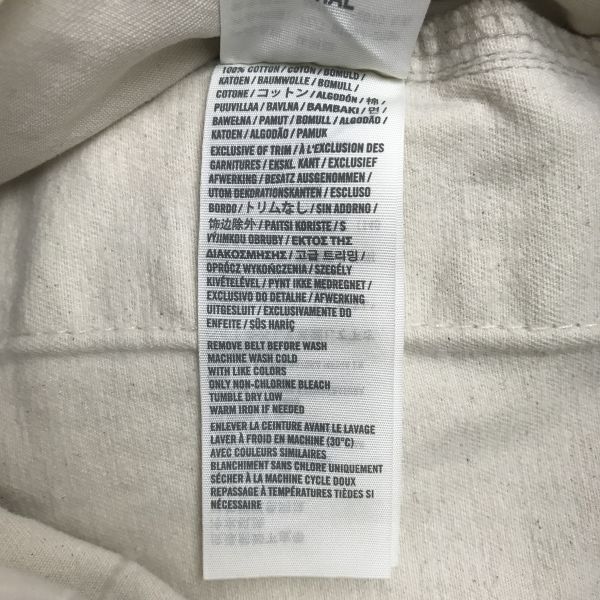 100% COTTON / COTON / BOMULD /
KATOEN / BAUMWOLLE / BOMULL /
COTONE / コットン / ALGODÓN / 棉 /
PUUVILLAA / BAVLNA / ΒΑΜΒΑΚΙ / 면 /
BAWEŁNA / PAMUT / BOMULL / ALGODÃO /
KATOEN / ALGODÃO / PAMUK
EXCLUSIVE OF TRIM / À L'EXCLUSION DES
GARNITURES / EKSKL. KANT / EXCLUSIEF
AFWERKING / BESATZ AUSGENOMMEN /
UTOM DEKORATIONSKANTEN / ESCLUSO
BORDO / トリムなし / SIN ADORNO /
饰边除外 / PAITSI KORISTE / S
VÝJIMKOU OBRUBY / ΕΚΤΟΣ ΤΗΣ
ΔΙΑΚΟΣΜΗΣΗΣ / 고글 트리밍 /
OPRÓCZ WYKOŃCZENIA / SZEGÉLY
KIVÉTELÉVEL / PYNT IKKE MEDREGNET /
EXCLUSIVO DO DETALHE / AFWERKING
UITGESLUIT / EXCLUSIVAMENTE DO
ENFEITE / SÜS HARİÇ
REMOVE BELT BEFORE WASH
MACHINE WASH COLD
WITH LIKE COLORS
ONLY NON-CHLORINE BLEACH
TUMBLE DRY LOW
WARM IRON IF NEEDED
ENLEVER LA CEINTURE AVANT LE LAVAGE
LAVER À FROID EN MACHINE (30°C)
AVEC COULEURS SIMILAIRES
BLANCHIMENT SANS CHLORE UNIQUEMENT
SÉCHER À LA MACHINE CYCLE DOUX
REPASSAGE À TEMPÉRATURES TIÈDES SI
NÉCESSAIRE